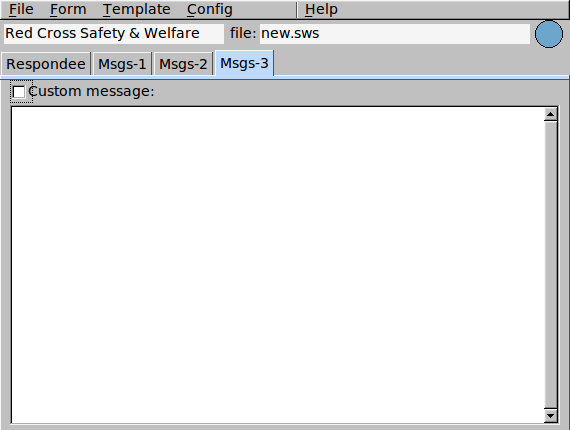 File Form Template Config Help
Red Cross Safety & Welfare file: new.sws
Respondee Msgs-1 Msgs-2 Msgs-3
Custom message: